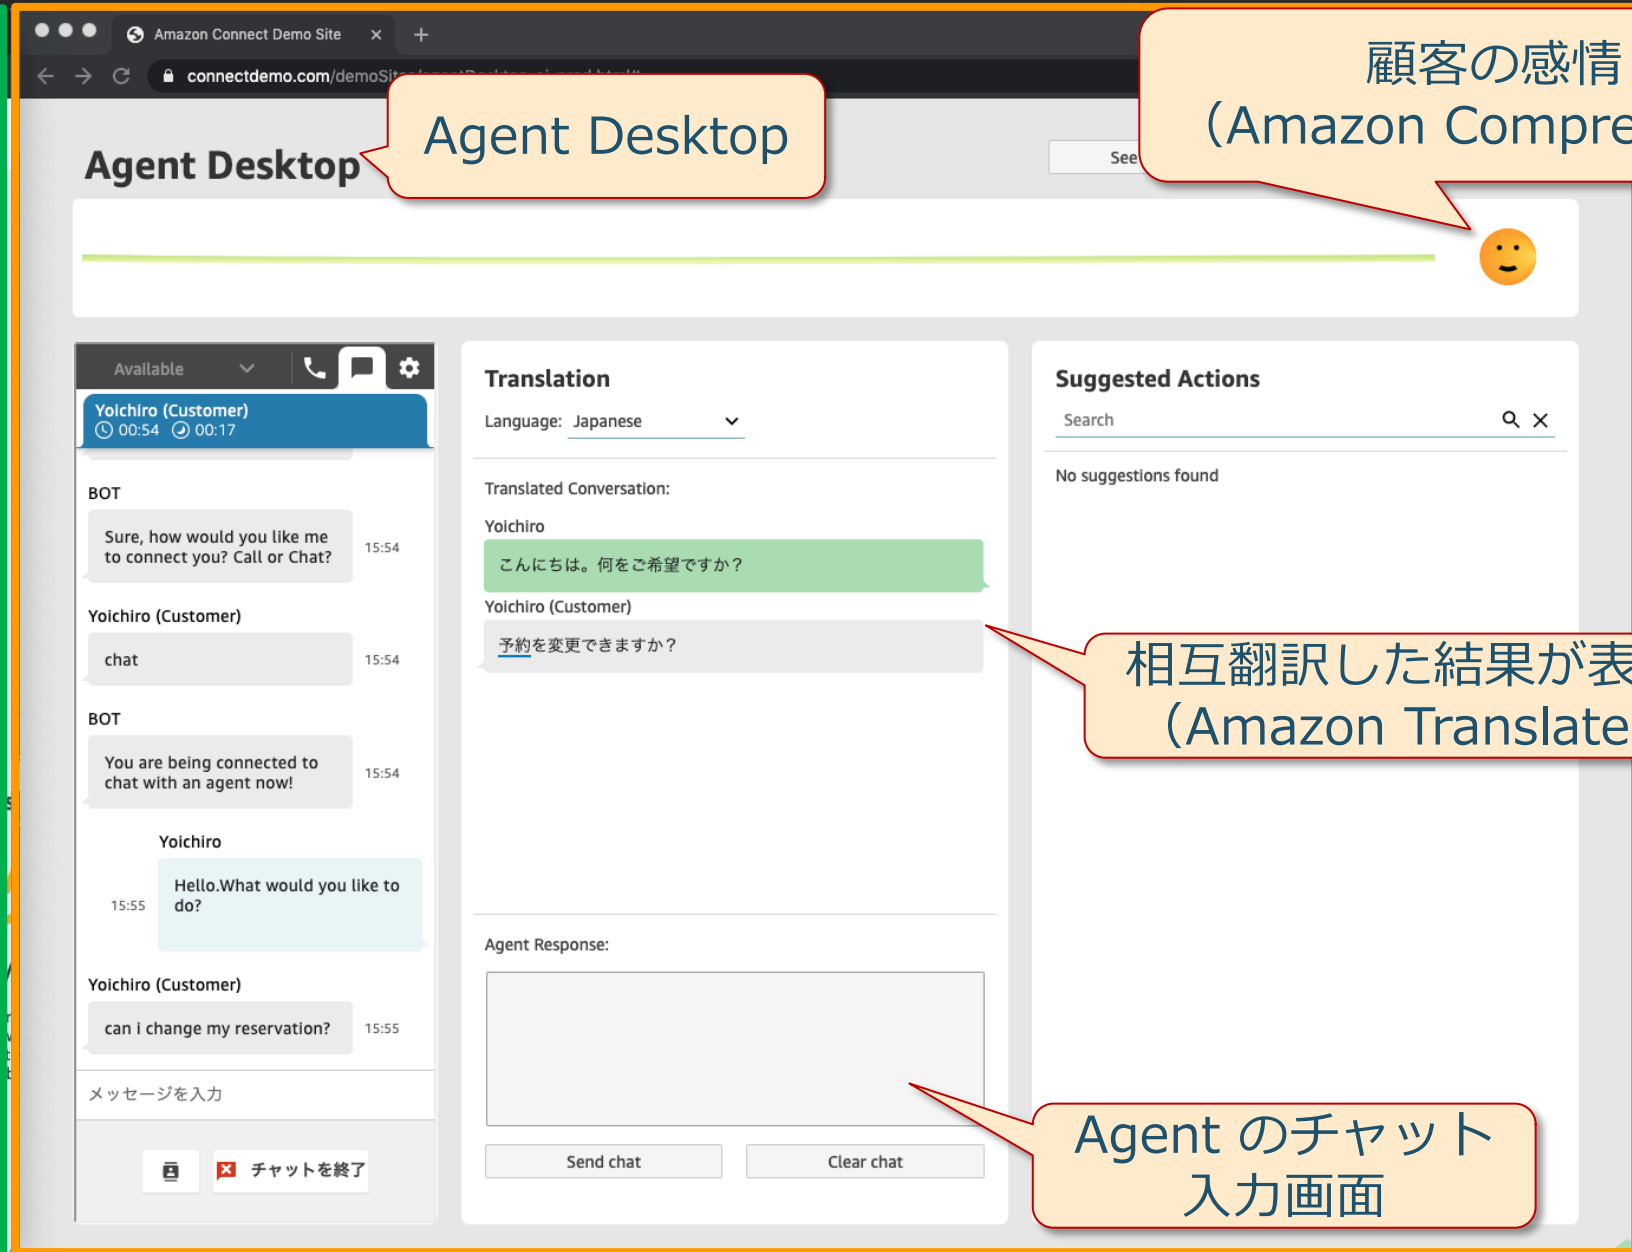 Amazon Connect Demo Site
connectdemo.com/demoSites/agentDesktop-ai-prod.html#
顧客の感情
（Amazon Compre
Agent Desktop
Agent Desktop
See
Available
Yoichiro (Customer)
00:54 00:17
BOT
Sure, how would you like me
to connect you? Call or Chat?
15:54
Yoichiro (Customer)
chat
15:54
BOT
You are being connected to
chat with an agent now!
15:54
Yoichiro
Hello.What would you like to
do?
15:55
Yoichiro (Customer)
can i change my reservation?
15:55
メッセージを入力
チャットを終了
Translation
Language: Japanese
Translated Conversation:
Yoichiro
こんにちは。何をご希望ですか？
Yoichiro (Customer)
予約を変更できますか？
Agent Response:
Send chat
Clear chat
Suggested Actions
Search
No suggestions found
相互翻訳した結果が表
（Amazon Translate
Agent のチャット
入力画面